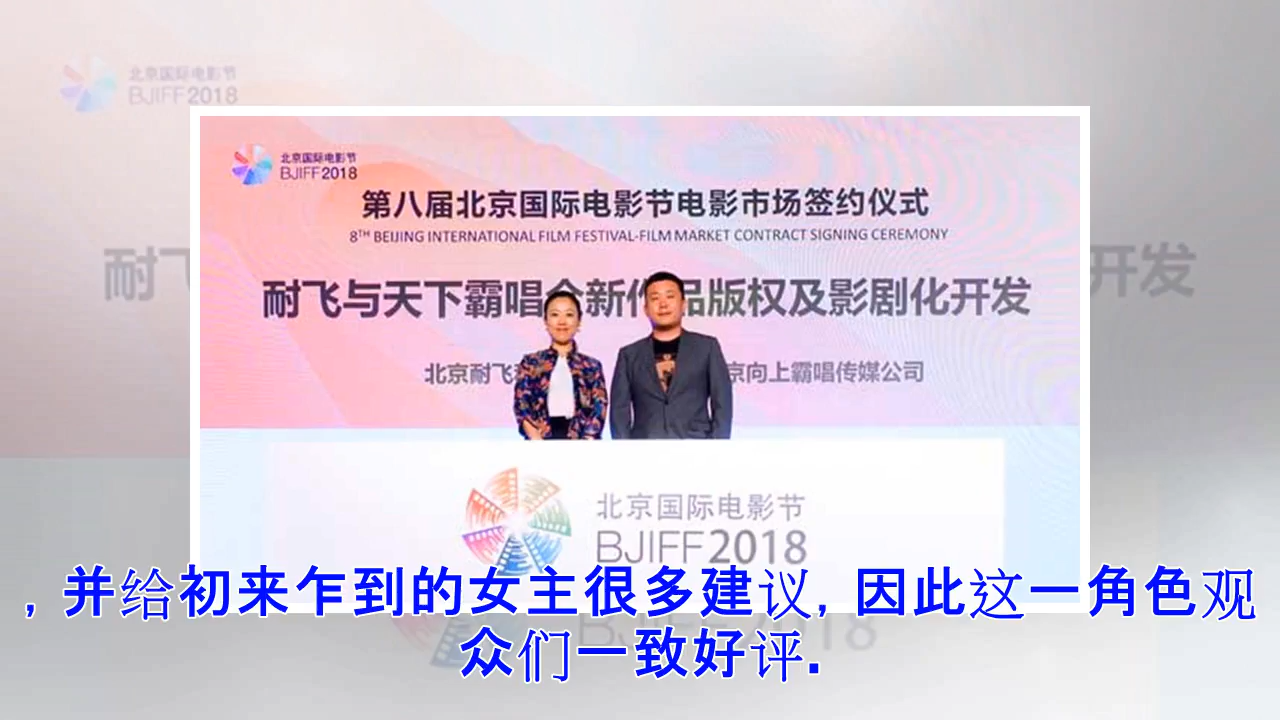 北京国际电影节
BJIFF2018
北京国际电影节
BJIFF2018
第八届北京国际电影节电影市场签约仪式
8TH BEIJING INTERNATIONAL FILM FESTIVAL-FILM MARKET CONTRACT SIGNING CEREMONY
耐飞与天下霸唱全新作品版权及影剧化开发
耐飞
开发
北京耐飞 京向上霸唱传媒公司
北京国际电影节
BJIFF2018
，并给初来乍到的女主很多建议，因此这一角色观
众们一致好评.
BJIFF2018